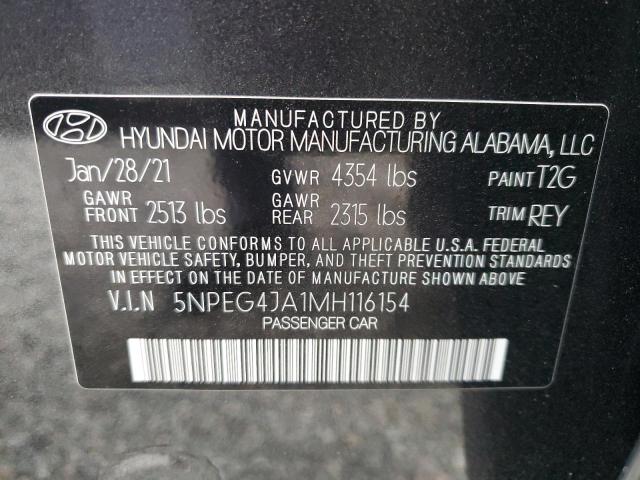 MANUFACTURED BY
HYUNDAI MOTOR MANUFACTURING ALABAMA, LLC
Jan/28/21 GVWR 4354 lbs PAINT T2G
GAWR FRONT 2513 lbs GAWR REAR 2315 lbs TRIM REY
THIS VEHICLE CONFORMS TO ALL APPLICABLE U.S.A. FEDERAL
MOTOR VEHICLE SAFETY, BUMPER, AND THEFT PREVENTION STANDARDS
IN EFFECT ON THE DATE OF MANUFACTURE SHOWN ABOVE
V.I.N 5NPEG4JA1MH116154
PASSENGER CAR